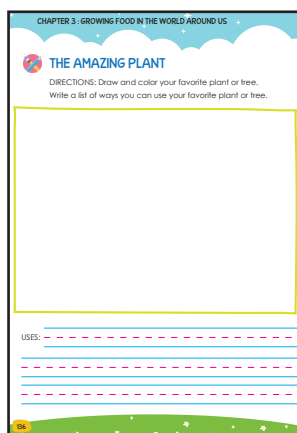 CHAPTER 3 : GROWING FOOD IN THE WORLD AROUND US
THE AMAZING PLANT
DIRECTIONS: Draw and color your favorite plant or tree.
Write a list of ways you can use your favorite plant or tree.
USES:
136